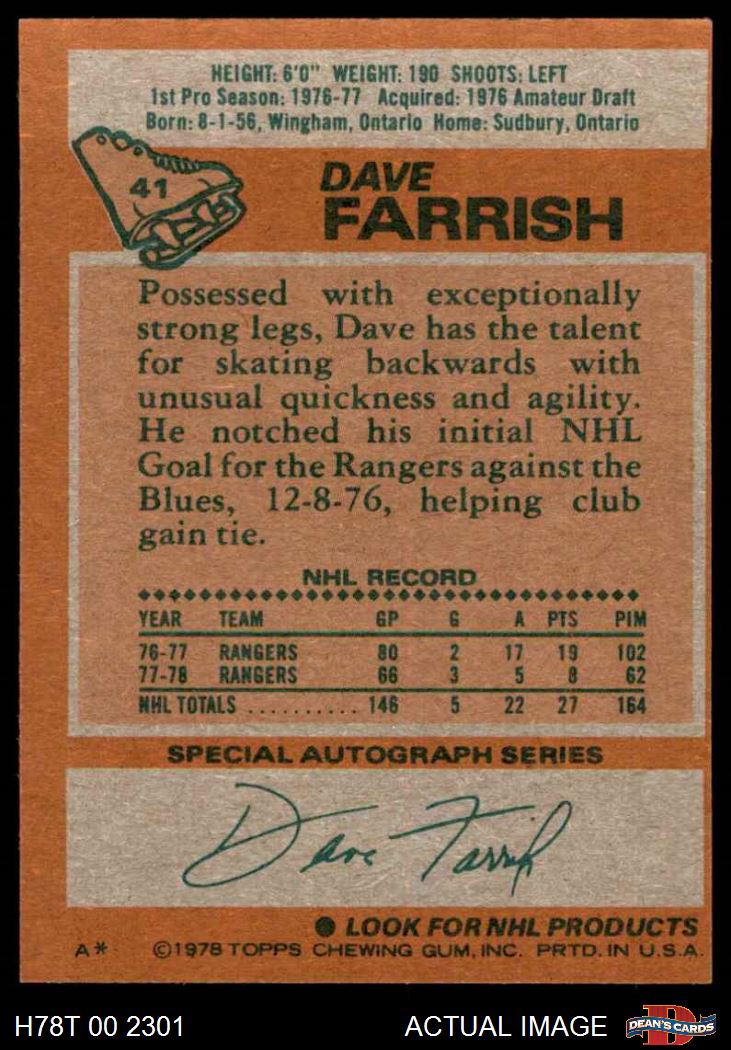 HEIGHT: 6'0" WEIGHT: 190 SHOOTS: LEFT
1st Pro Season: 1976-77 Acquired: 1976 Amateur Draft
Born: 8-1-56, Wingham, Ontario Home: Sudbury, Ontario
41
DAVE
FARRISH
Possessed with exceptionally
strong legs, Dave has the talent
for skating backwards with
unusual quickness and agility.
He notched his initial NHL
Goal for the Rangers against the
Blues, 12-8-76, helping club
gain tie.
NHL RECORD
YEAR TEAM GP G A PTS PIM
76-77 RANGERS 80 2 17 19 102
77-78 RANGERS 66 3 5 8 62
NHL TOTALS .......... 146 5 22 27 164
SPECIAL AUTOGRAPH SERIES
Dave Farrish
● LOOK FOR NHL PRODUCTS
A* ©1978 TOPPS CHEWING GUM, INC. PRTD. IN U.S.A.
H78T 00 2301 ACTUAL IMAGE D DEAN'S CARDS